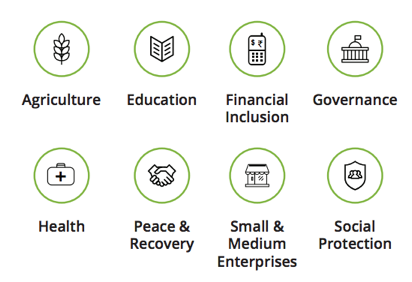 $ ₹
Agriculture
Education
Financial
Inclusion
Governance
Health
Peace &
Recovery
Small &
Medium
Enterprises
Social
Protection